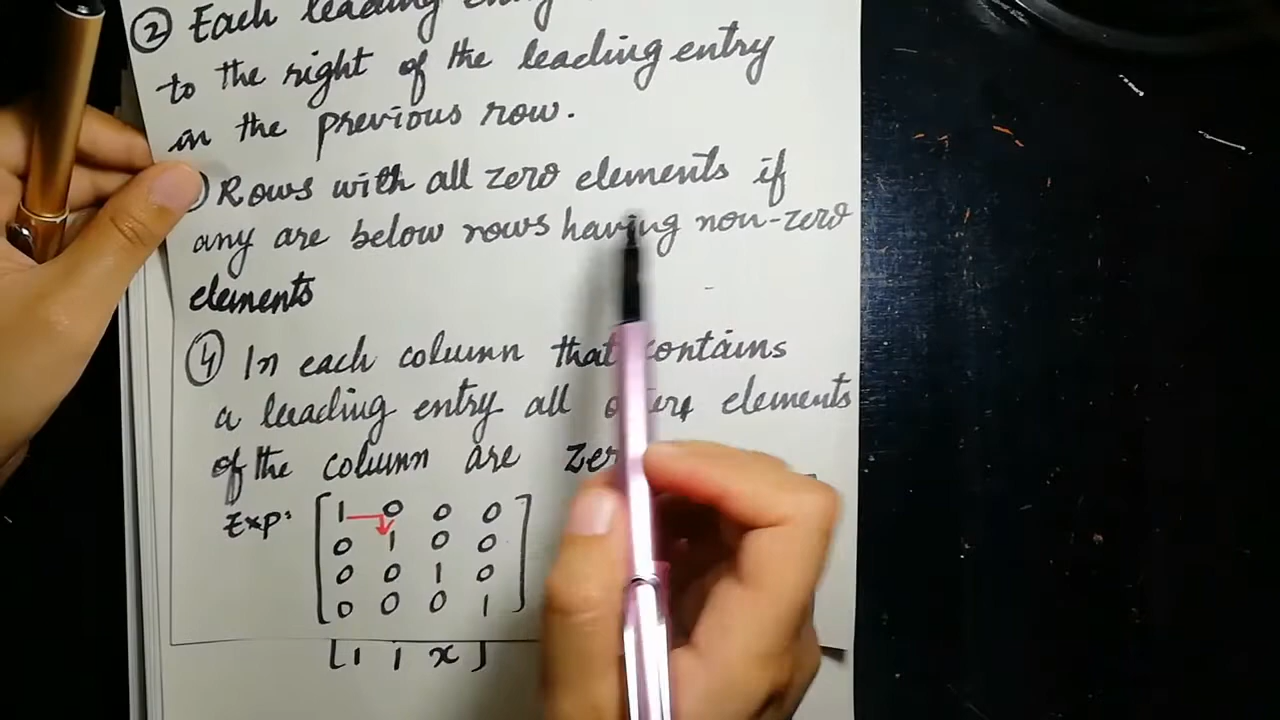 ② Each leading entry
to the right of the leading entry
in the previous row.
) Rows with all zero elements if
any are below rows having non-zero
elements
④ In each column that contains
a leading entry all elements
of the column are
Exp: [ 1 0 0 0
0 1 0 0
0 0 1 0
0 0 0 1 ]
[ 1 i x ]